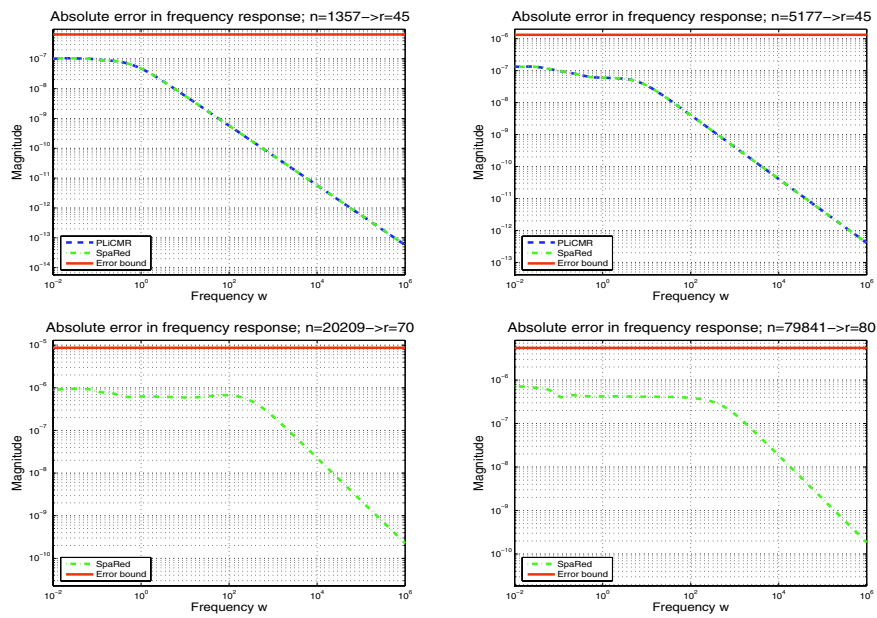 Absolute error in frequency response; n=1357−>r=45
Magnitude
10⁻⁷
10⁻⁸
10⁻⁹
10⁻¹⁰
10⁻¹¹
10⁻¹²
10⁻¹³
10⁻¹⁴
PLiCMR
SpaRed
Error bound
10⁻²
10⁰
10²
10⁴
10⁶
Frequency w
Absolute error in frequency response; n=5177−>r=45
Magnitude
10⁻⁶
10⁻⁷
10⁻⁸
10⁻⁹
10⁻¹⁰
10⁻¹¹
10⁻¹²
10⁻¹³
PLiCMR
SpaRed
Error bound
10⁻²
10⁰
10²
10⁴
10⁶
Frequency w
Absolute error in frequency response; n=20209−>r=70
Magnitude
10⁻⁵
10⁻⁶
10⁻⁷
10⁻⁸
10⁻⁹
10⁻¹⁰
SpaRed
Error bound
10⁻²
10⁰
10²
10⁴
10⁶
Frequency w
Absolute error in frequency response; n=79841−>r=80
Magnitude
10⁻⁶
10⁻⁷
10⁻⁸
10⁻⁹
10⁻¹⁰
SpaRed
Error bound
10⁻²
10⁰
10²
10⁴
10⁶
Frequency w